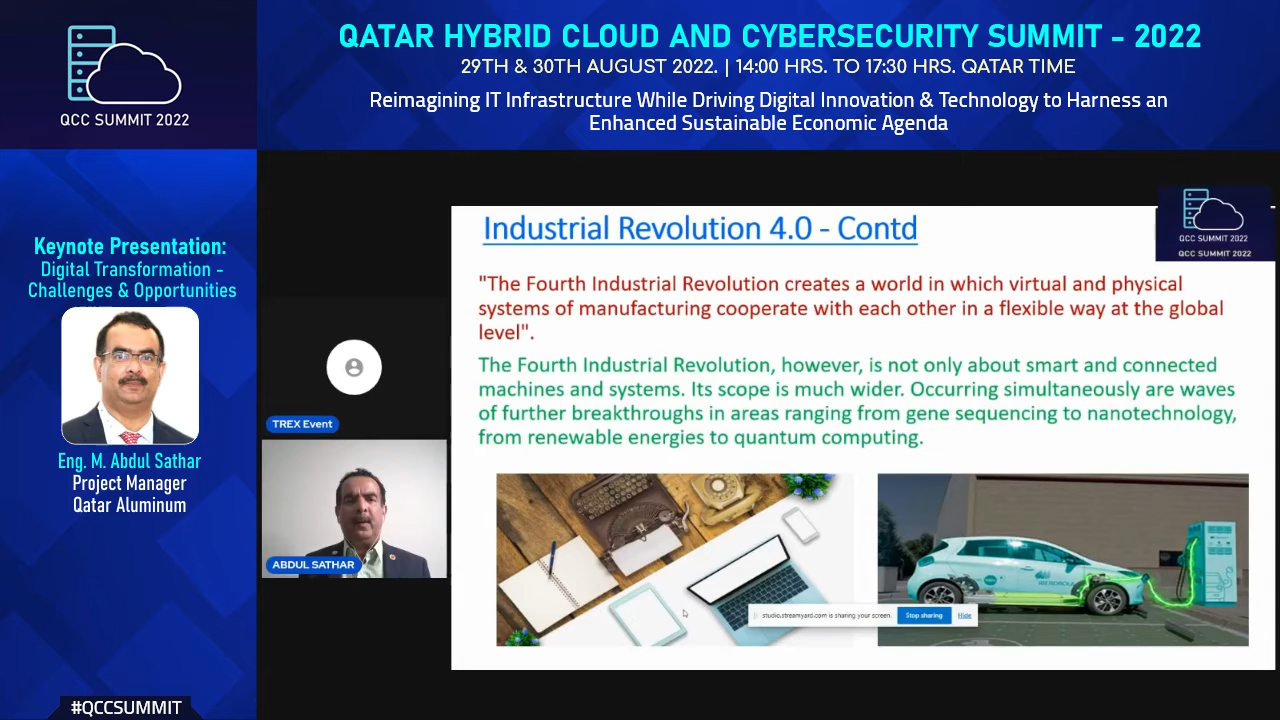 QCC SUMMIT 2022
QATAR HYBRID CLOUD AND CYBERSECURITY SUMMIT - 2022
29TH & 30TH AUGUST 2022. | 14:00 HRS. TO 17:30 HRS. QATAR TIME
Reimagining IT Infrastructure While Driving Digital Innovation & Technology to Harness an
Enhanced Sustainable Economic Agenda
Keynote Presentation:
Digital Transformation -
Challenges & Opportunities
Eng. M. Abdul Sathar
Project Manager
Qatar Aluminum
#QCCSUMMIT
TREX Event
ABDUL SATHAR
Industrial Revolution 4.0 - Contd
QCC SUMMIT 2022
QCC SUMMIT 2022
"The Fourth Industrial Revolution creates a world in which virtual and physical
systems of manufacturing cooperate with each other in a flexible way at the global
level".
The Fourth Industrial Revolution, however, is not only about smart and connected
machines and systems. Its scope is much wider. Occurring simultaneously are waves
of further breakthroughs in areas ranging from gene sequencing to nanotechnology,
from renewable energies to quantum computing.
IBERDROLA
studio.streamyard.com is sharing your screen.
Stop sharing
Hide